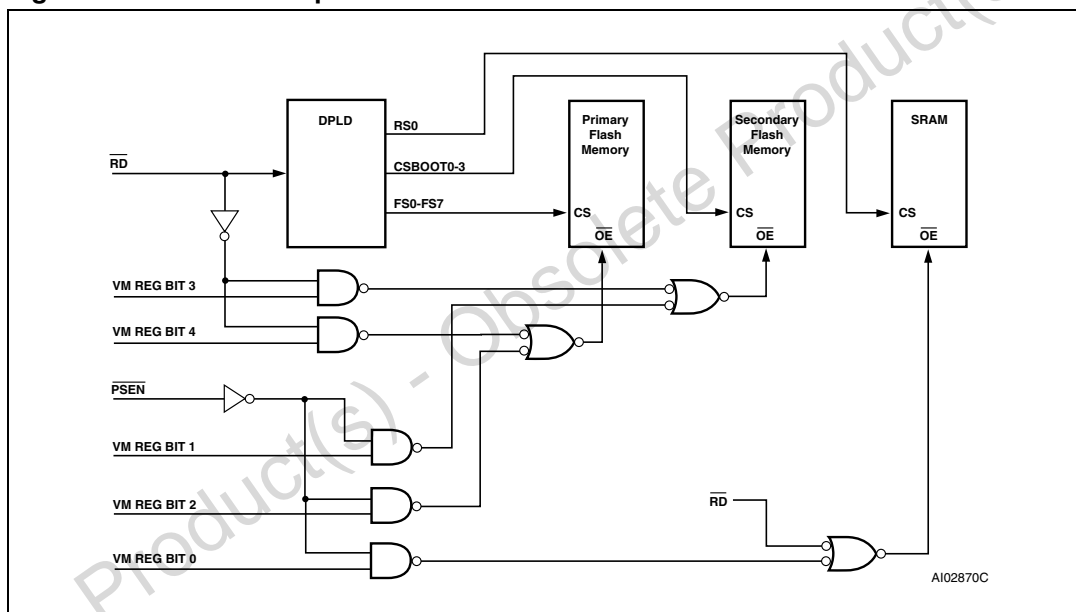 DPLD
RS0
CSBOOT0-3
FS0-FS7
Primary
Flash
Memory
CS
OE
Secondary
Flash
Memory
CS
OE
SRAM
CS
OE
RD
VM REG BIT 3
VM REG BIT 4
PSEN
VM REG BIT 1
VM REG BIT 2
VM REG BIT 0
RD
AI02870C
Product(s) - Obsolete Product(s)